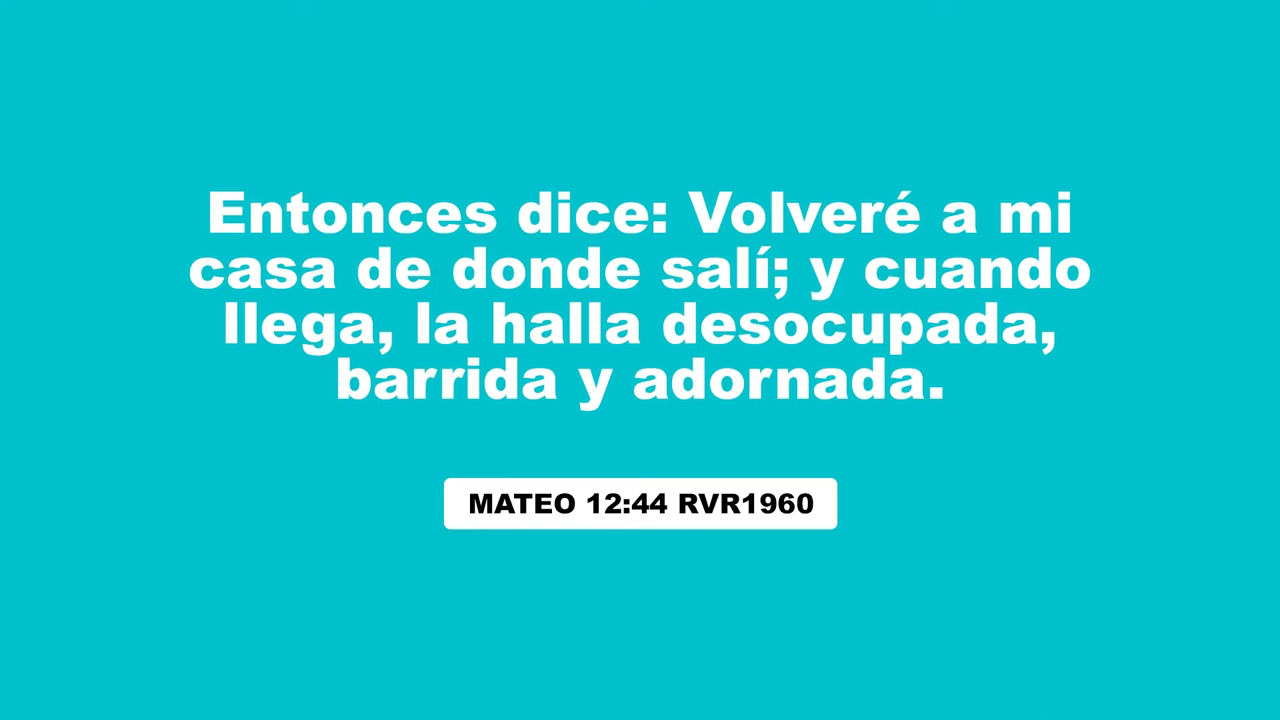 Entonces dice: Volveré a mi
casa de donde salí; y cuando
llega, la halla desocupada,
barrida y adornada.
MATEO 12:44 RVR1960